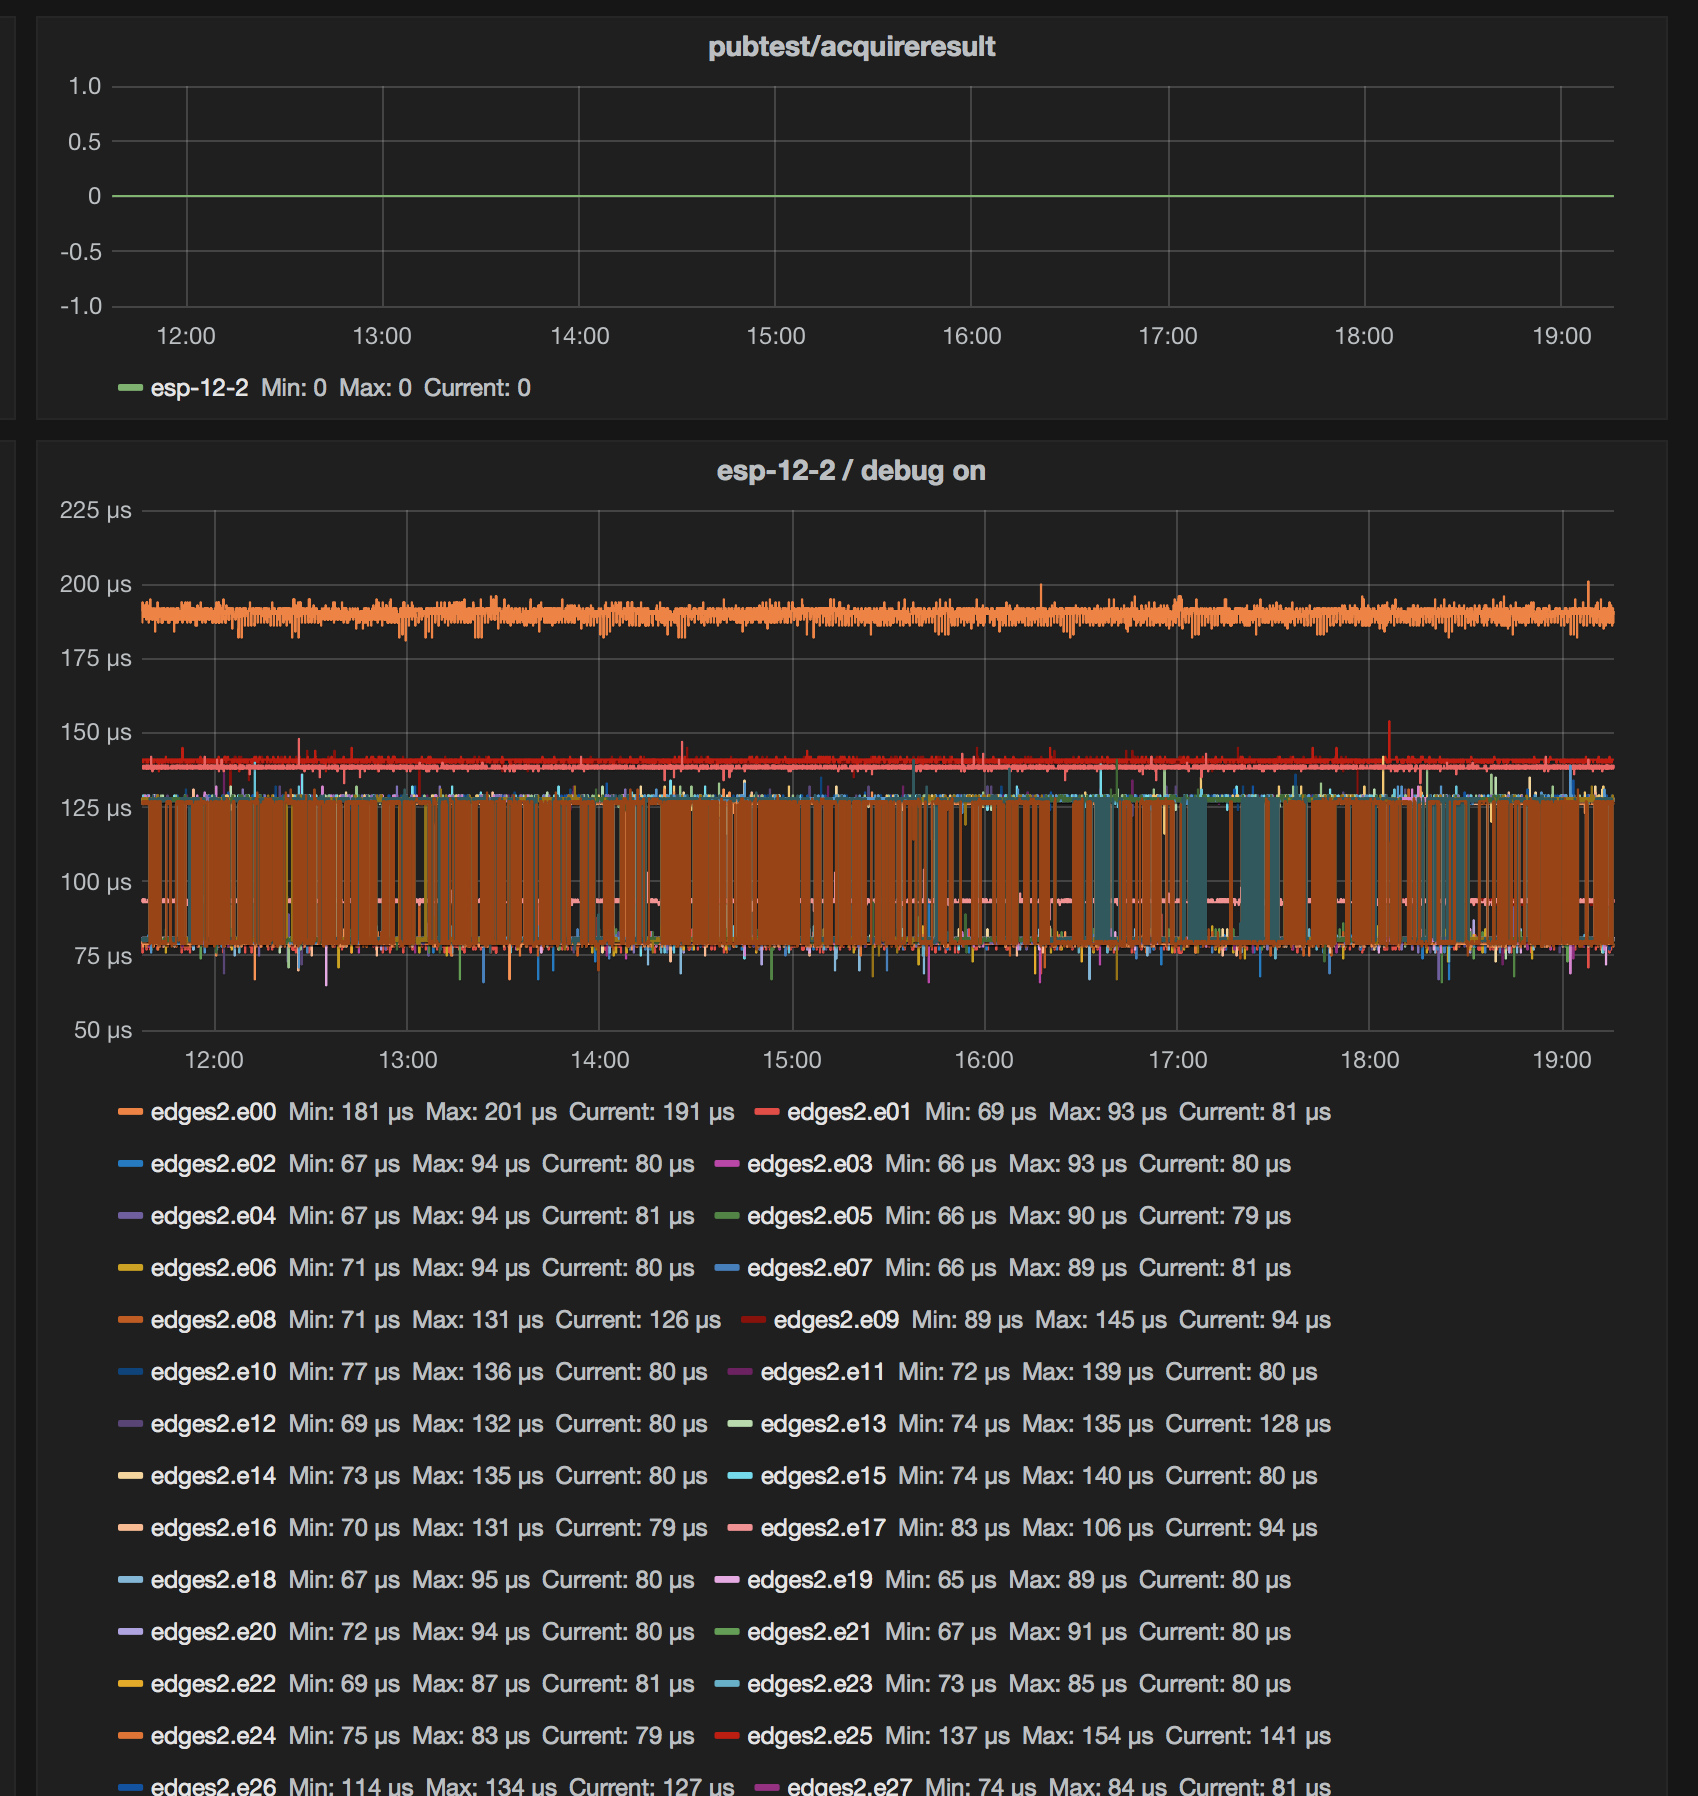 pubtest/acquireresult
1.0
0.5
0
-0.5
-1.0
12:00 13:00 14:00 15:00 16:00 17:00 18:00 19:00
esp-12-2 Min: 0 Max: 0 Current: 0
esp-12-2 / debug on
225 µs
200 µs
175 µs
150 µs
125 µs
100 µs
75 µs
50 µs
12:00 13:00 14:00 15:00 16:00 17:00 18:00 19:00
edges2.e00 Min: 181 µs Max: 201 µs Current: 191 µs edges2.e01 Min: 69 µs Max: 93 µs Current: 81 µs
edges2.e02 Min: 67 µs Max: 94 µs Current: 80 µs edges2.e03 Min: 66 µs Max: 93 µs Current: 80 µs
edges2.e04 Min: 67 µs Max: 94 µs Current: 81 µs edges2.e05 Min: 66 µs Max: 90 µs Current: 79 µs
edges2.e06 Min: 71 µs Max: 94 µs Current: 80 µs edges2.e07 Min: 66 µs Max: 89 µs Current: 81 µs
edges2.e08 Min: 71 µs Max: 131 µs Current: 126 µs edges2.e09 Min: 89 µs Max: 145 µs Current: 94 µs
edges2.e10 Min: 77 µs Max: 136 µs Current: 80 µs edges2.e11 Min: 72 µs Max: 139 µs Current: 80 µs
edges2.e12 Min: 69 µs Max: 132 µs Current: 80 µs edges2.e13 Min: 74 µs Max: 135 µs Current: 128 µs
edges2.e14 Min: 73 µs Max: 135 µs Current: 80 µs edges2.e15 Min: 74 µs Max: 140 µs Current: 80 µs
edges2.e16 Min: 70 µs Max: 131 µs Current: 79 µs edges2.e17 Min: 83 µs Max: 106 µs Current: 94 µs
edges2.e18 Min: 67 µs Max: 95 µs Current: 80 µs edges2.e19 Min: 65 µs Max: 89 µs Current: 80 µs
edges2.e20 Min: 72 µs Max: 94 µs Current: 80 µs edges2.e21 Min: 67 µs Max: 91 µs Current: 80 µs
edges2.e22 Min: 69 µs Max: 87 µs Current: 81 µs edges2.e23 Min: 73 µs Max: 85 µs Current: 80 µs
edges2.e24 Min: 75 µs Max: 83 µs Current: 79 µs edges2.e25 Min: 137 µs Max: 154 µs Current: 141 µs
edges2.e26 Min: 114 µs Max: 134 µs Current: 127 µs edges2.e27 Min: 74 µs Max: 84 µs Current: 81 µs